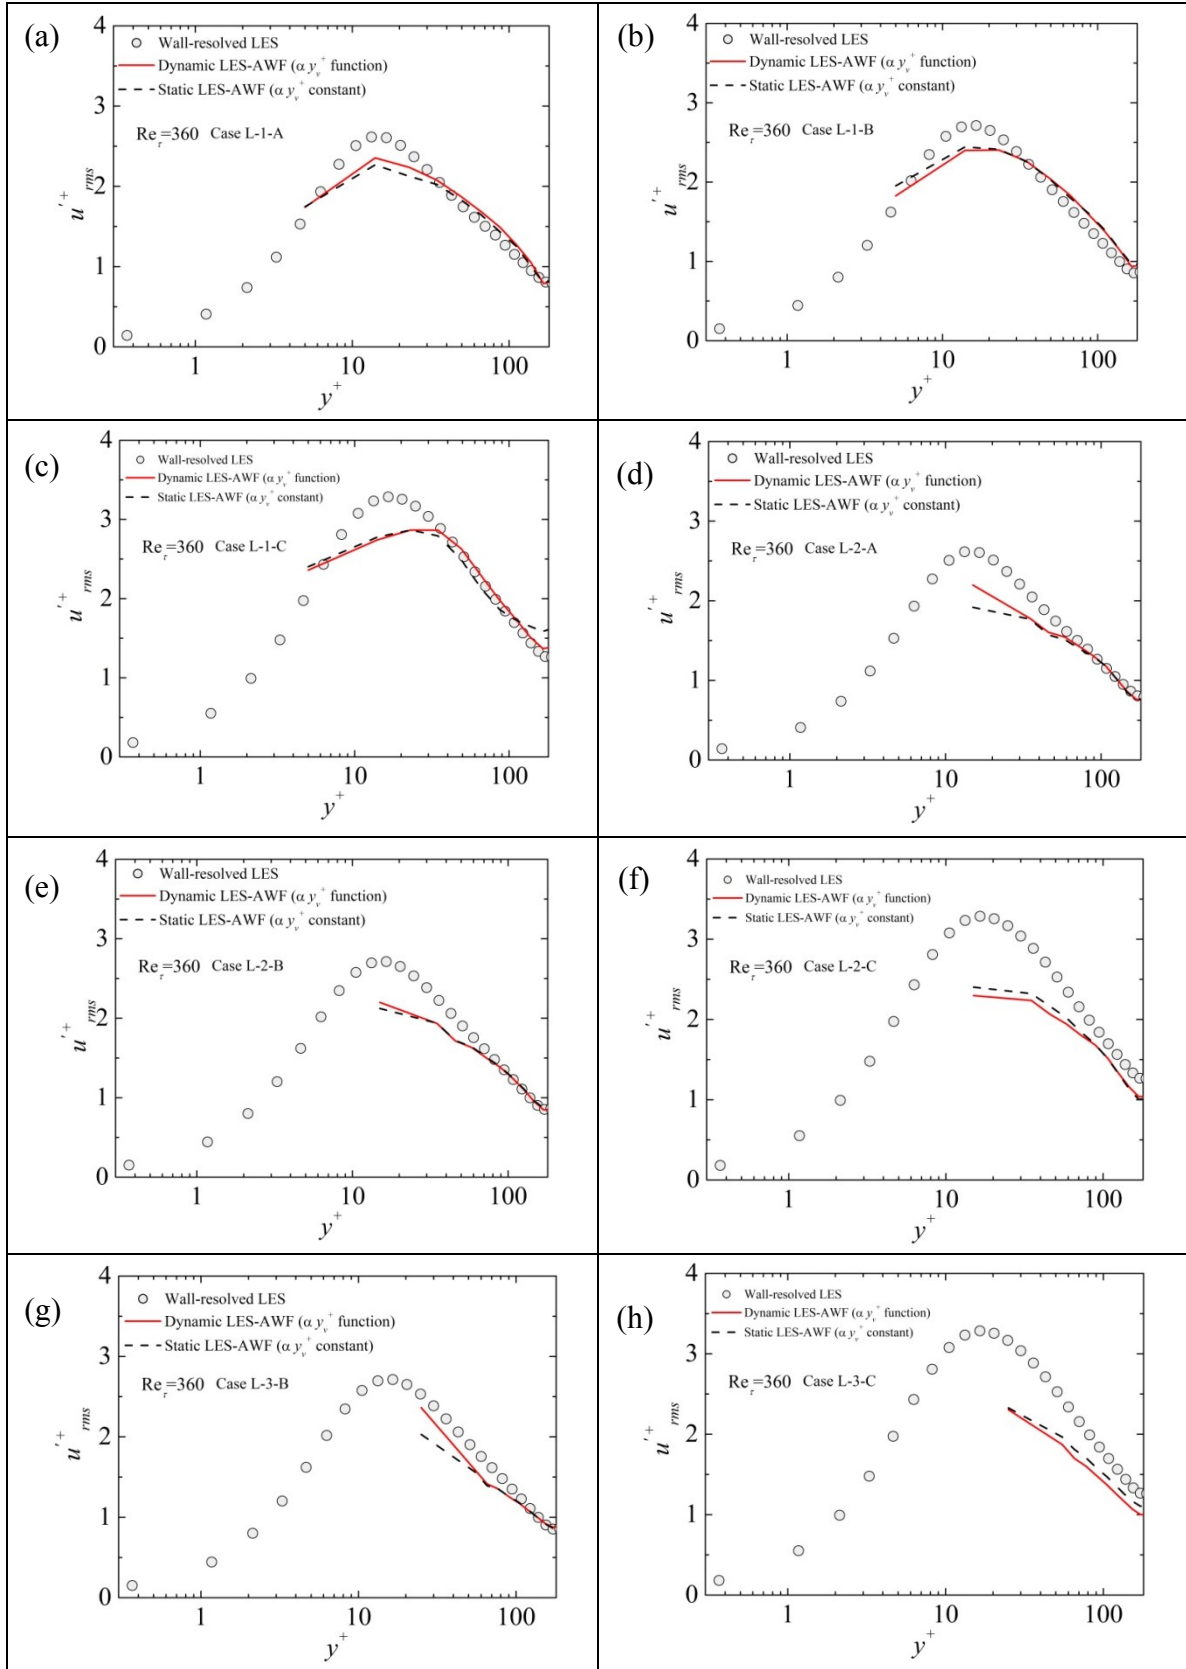 (a)
4
3
2
1
0
Wall-resolved LES
Dynamic LES-AWF (α y_v^+ function)
Static LES-AWF (α y_v^+ constant)
Re_τ=360 Case L-1-A
u'^+_rms
1 10 100
y^+
(b)
4
3
2
1
0
Wall-resolved LES
Dynamic LES-AWF (α y_v^+ function)
Static LES-AWF (α y_v^+ constant)
Re_τ=360 Case L-1-B
u'^+_rms
1 10 100
y^+
(c)
4
3
2
1
0
Wall-resolved LES
Dynamic LES-AWF (α y_v^+ function)
Static LES-AWF (α y_v^+ constant)
Re_τ=360 Case L-1-C
u'^+_rms
1 10 100
y^+
(d)
4
3
2
1
0
Wall-resolved LES
Dynamic LES-AWF (α y_v^+ function)
Static LES-AWF (α y_v^+ constant)
Re_τ=360 Case L-2-A
u'^+_rms
1 10 100
y^+
(e)
4
3
2
1
0
Wall-resolved LES
Dynamic LES-AWF (α y_v^+ function)
Static LES-AWF (α y_v^+ constant)
Re_τ=360 Case L-2-B
u'^+_rms
1 10 100
y^+
(f)
4
3
2
1
0
Wall-resolved LES
Dynamic LES-AWF (α y_v^+ function)
Static LES-AWF (α y_v^+ constant)
Re_τ=360 Case L-2-C
u'^+_rms
1 10 100
y^+
(g)
4
3
2
1
0
Wall-resolved LES
Dynamic LES-AWF (α y_v^+ function)
Static LES-AWF (α y_v^+ constant)
Re_τ=360 Case L-3-B
u'^+_rms
1 10 100
y^+
(h)
4
3
2
1
0
Wall-resolved LES
Dynamic LES-AWF (α y_v^+ function)
Static LES-AWF (α y_v^+ constant)
Re_τ=360 Case L-3-C
u'^+_rms
1 10 100
y^+